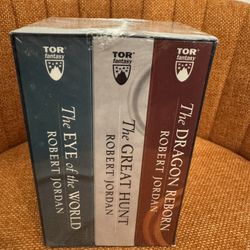 TOR
fantasy
The EYE of the WORLD
ROBERT JORDAN
TOR
fantasy
The GREAT HUNT
ROBERT JORDAN
TOR
fantasy
The DRAGON REBORN
ROBERT JORDAN